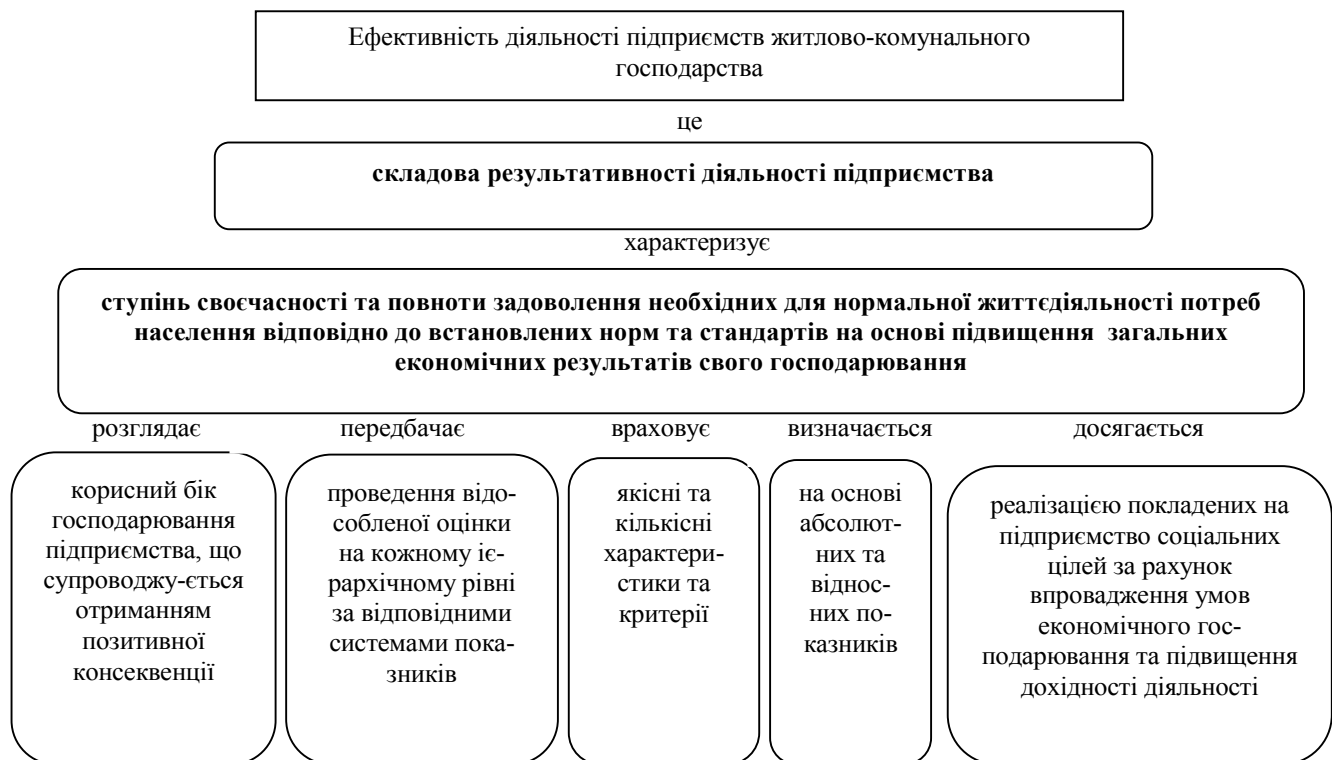 Ефективність діяльності підприємств житлово-комунального
господарства
це
складова результативності діяльності підприємства
характеризує
ступінь своєчасності та повноти задоволення необхідних для нормальної життєдіяльності потреб
населення відповідно до встановлених норм та стандартів на основі підвищення загальних
економічних результатів свого господарювання
розглядає
передбачає
враховує
визначається
досягається
корисний бік
господарювання
підприємства, що
супроводжу-ється
отриманням
позитивної
консеквенції
проведення відо-
собленої оцінки
на кожному іє-
рархічному рівні
за відповідними
системами пока-
зників
якісні та
кількісні
характери-
стики та
критерії
на основі
абсолют-
них та
віднос-
них по-
казників
реалізацією покладених на
підприємство соціальних
цілей за рахунок
впровадження умов
економічного гос-
подарювання та підвищення
дохідності діяльності